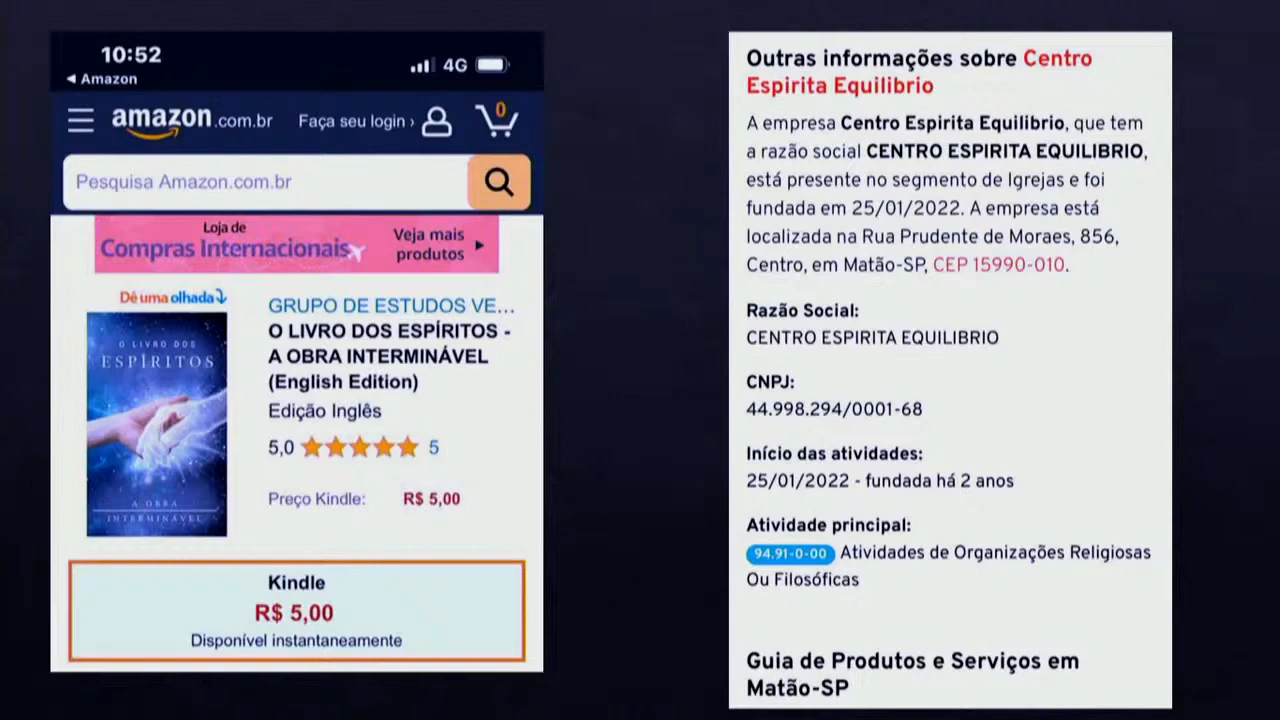 10:52
4G
◄ Amazon
amazon.com.br
Faça seu login ›
0
Pesquisa Amazon.com.br
Loja de
Compras Internacionais
Veja mais
produtos
Dê uma olhada
O LIVRO DOS
ESPÍRITOS
A OBRA
INTERMINÁVEL
GRUPO DE ESTUDOS VE...
O LIVRO DOS ESPÍRITOS -
A OBRA INTERMINÁVEL
(English Edition)
Edição Inglês
5,0
5
Preço Kindle: R$ 5,00
Kindle
R$ 5,00
Disponível instantaneamente
Outras informações sobre Centro
Espirita Equilibrio
A empresa Centro Espirita Equilibrio, que tem
a razão social CENTRO ESPIRITA EQUILIBRIO,
está presente no segmento de Igrejas e foi
fundada em 25/01/2022. A empresa está
localizada na Rua Prudente de Moraes, 856,
Centro, em Matão-SP, CEP 15990-010.
Razão Social:
CENTRO ESPIRITA EQUILIBRIO
CNPJ:
44.998.294/0001-68
Início das atividades:
25/01/2022 - fundada há 2 anos
Atividade principal:
94.91-0-00 Atividades de Organizações Religiosas
Ou Filosóficas
Guia de Produtos e Serviços em
Matão-SP